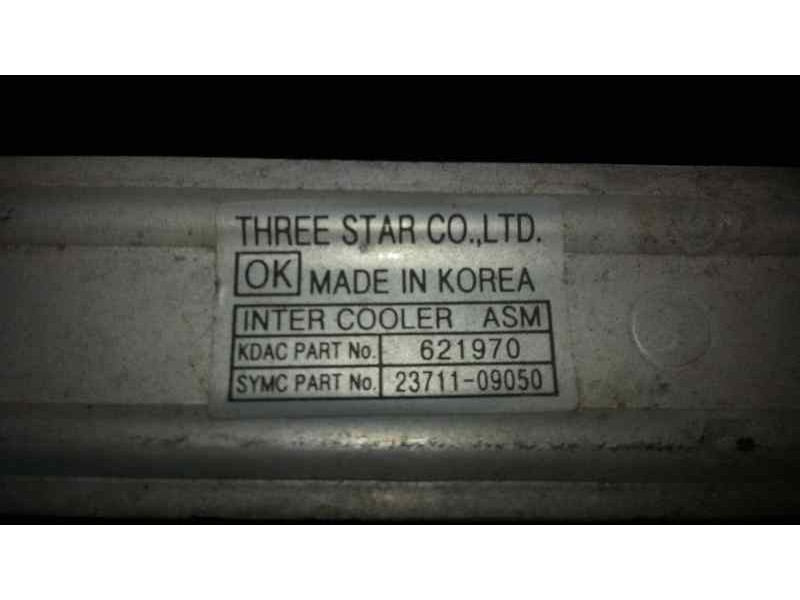 THREE STAR CO.,LTD.
OK MADE IN KOREA
INTER COOLER ASM
KDAC PART No. 621970
SYMC PART No. 23711-09050